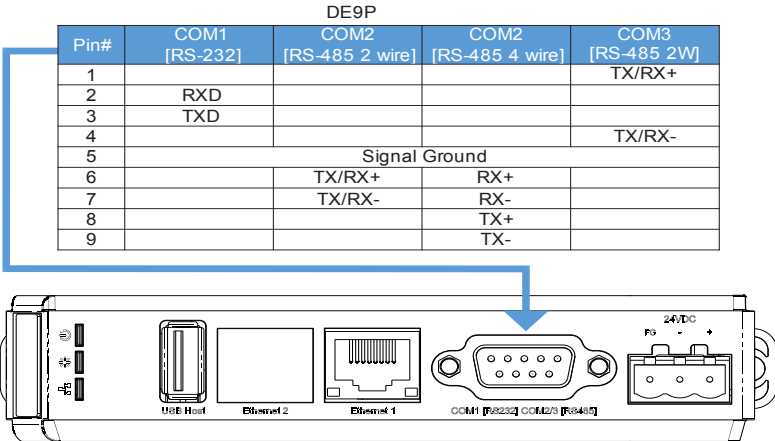 DE9P
Pin# COM1 [RS-232] COM2 [RS-485 2 wire] COM2 [RS-485 4 wire] COM3 [RS-485 2W]
1 TX/RX+
2 RXD
3 TXD
4 TX/RX-
5 Signal Ground
6 TX/RX+ RX+
7 TX/RX- RX-
8 TX+
9 TX-
24VDC
FG - +
USB Host Ethernet 2 Ethernet 1 COM1 [RS232] COM2/3 [RS485]